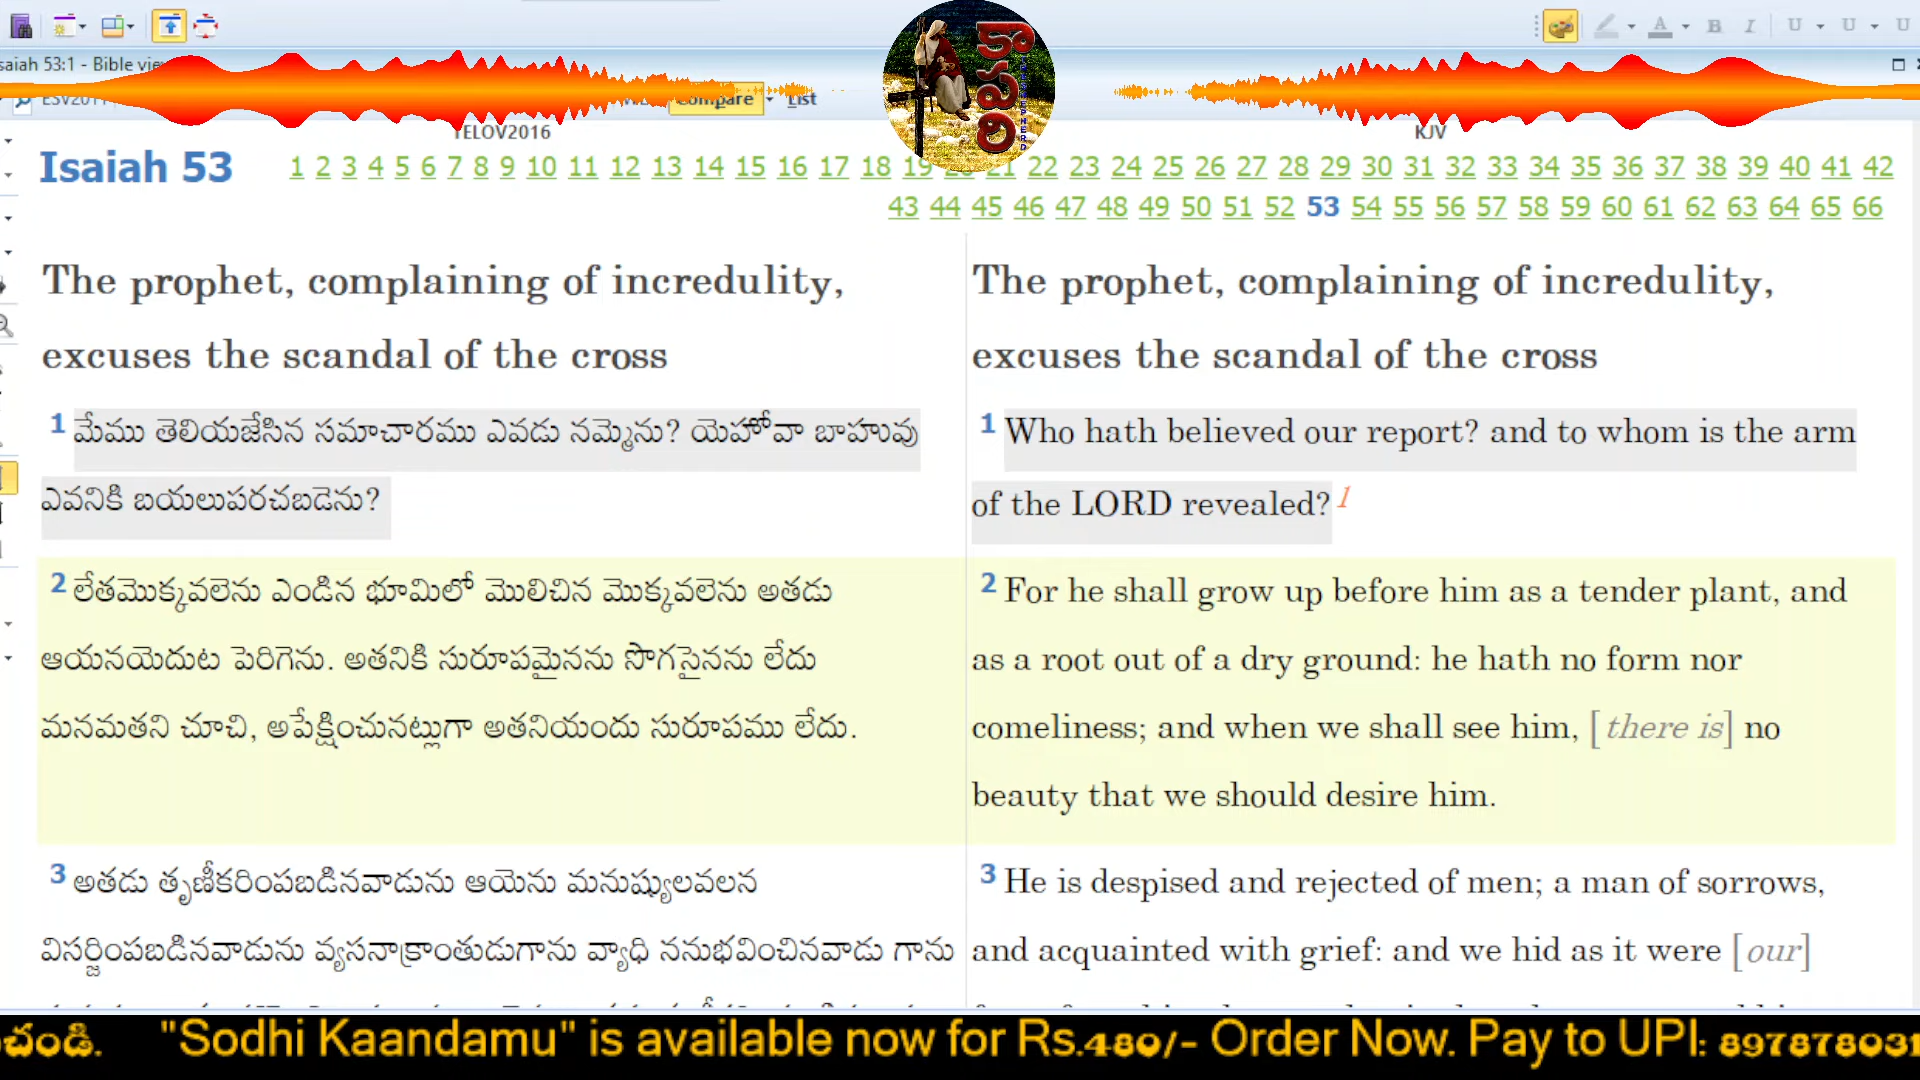 saiah 53:1 - Bible vie
Compare List
TELOV2016 KJV
కాపరి
Isaiah 53
1 2 3 4 5 6 7 8 9 10 11 12 13 14 15 16 17 18 19 20 21 22 23 24 25 26 27 28 29 30 31 32 33 34 35 36 37 38 39 40 41 42
43 44 45 46 47 48 49 50 51 52 53 54 55 56 57 58 59 60 61 62 63 64 65 66
The prophet, complaining of incredulity,
excuses the scandal of the cross
1 మేము తెలియజేసిన సమాచారము ఎవడు నమ్మెను? యెహోవా బాహువు
ఎవనికి బయలుపరచబడెను?
2 లేతమొక్కవలెను ఎండిన భూమిలో మొలిచిన మొక్కవలెను అతడు
ఆయనయెదుట పెరిగెను. అతనికి సురూపమైనను సొగసైనను లేదు
మనమతని చూచి, అపేక్షించునట్లుగా అతనియందు సురూపము లేదు.
3 అతడు తృణీకరింపబడినవాడును ఆయెను మనుష్యులవలన
విసర్జింపబడినవాడును వ్యసనాక్రాంతుడుగాను వ్యాధి ననుభవించినవాడు గాను
The prophet, complaining of incredulity,
excuses the scandal of the cross
1 Who hath believed our report? and to whom is the arm
of the LORD revealed? 1
2 For he shall grow up before him as a tender plant, and
as a root out of a dry ground: he hath no form nor
comeliness; and when we shall see him, [there is] no
beauty that we should desire him.
3 He is despised and rejected of men; a man of sorrows,
and acquainted with grief: and we hid as it were [our]
చండి. "Sodhi Kaandamu" is available now for Rs.480/- Order Now. Pay to UPI: 897878031